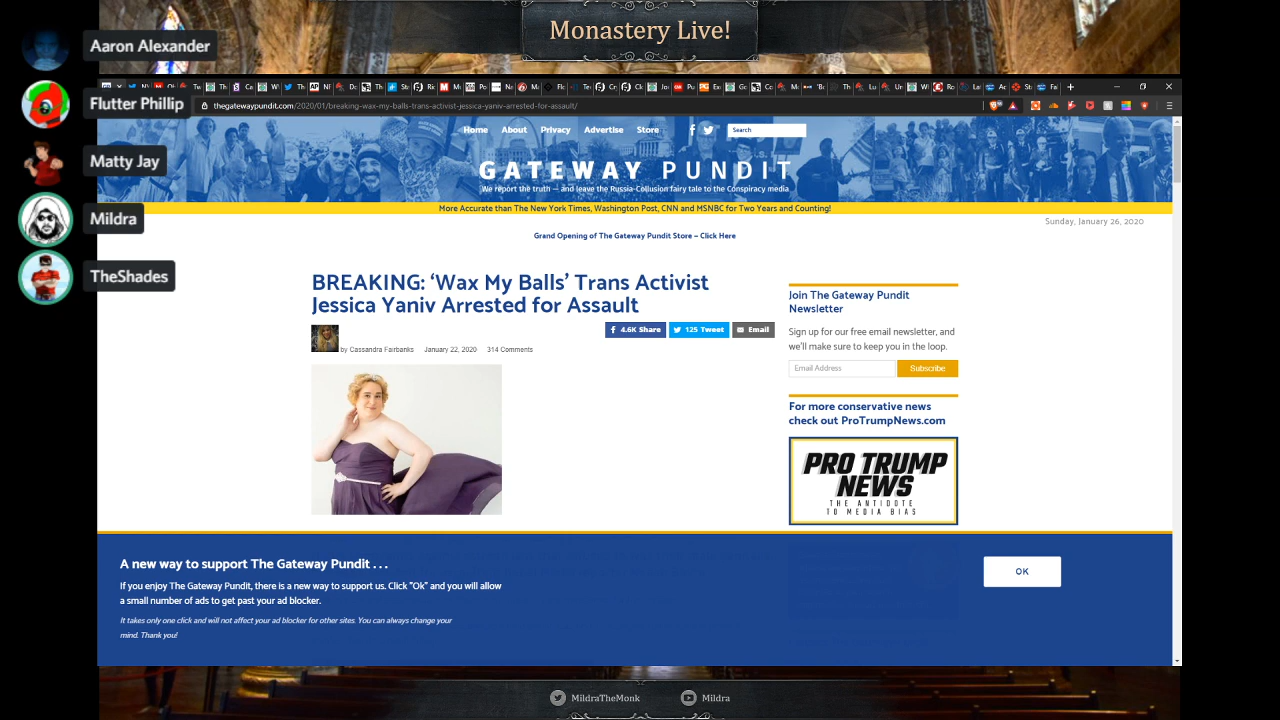 Monastery Live!
Aaron Alexander
Flutter Phillip
Matty Jay
Mildra
TheShades
thegatewaypundit.com/2020/01/breaking-wax-my-balls-trans-activist-jessica-yaniv-arrested-for-assault/
Home About Privacy Advertise Store Search
GATEWAY PUNDIT
We report the truth — and leave the Russia-Collusion fairy tale to the Conspiracy media
More Accurate than The New York Times, Washington Post, CNN and MSNBC for Two Years and Counting!
Sunday, January 26, 2020
Grand Opening of The Gateway Pundit Store – Click Here
BREAKING: ‘Wax My Balls’ Trans Activist
Jessica Yaniv Arrested for Assault
4.6K Share 125 Tweet Email
by Cassandra Fairbanks January 22, 2020 314 Comments
Join The Gateway Pundit
Newsletter
Sign up for our free email newsletter, and
we'll make sure to keep you in the loop.
Email Address Subscribe
For more conservative news
check out ProTrumpNews.com
PRO TRUMP
NEWS
THE ANTIDOTE
TO MEDIA BIAS
A new way to support The Gateway Pundit . . .
If you enjoy The Gateway Pundit, there is a new way to support us. Click "Ok" and you will allow
a small number of ads to get past your ad blocker.
It takes only one click and will not affect your ad blocker for other sites. You can always change your
mind. Thank you!
OK
MildraTheMonk Mildra